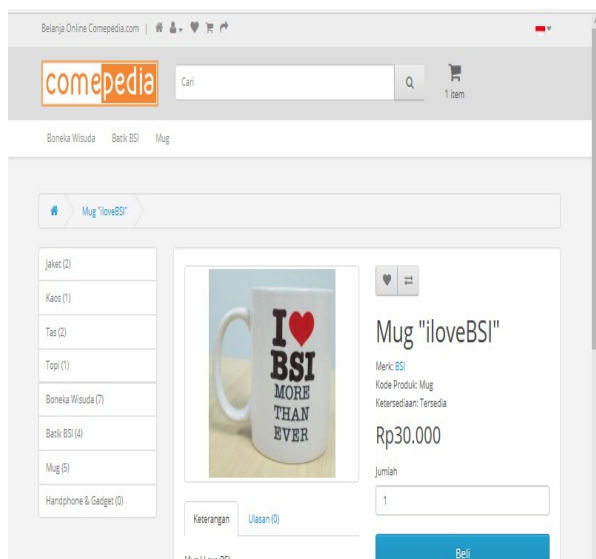 Belanja Online Comepedia.com |
comepedia
Cari
1 item
Boneka Wisuda Batik BSI Mug
Mug "iloveBSI"
Jaket (2)
Kaos (1)
Tas (2)
Topi (1)
Boneka Wisuda (7)
Batik BSI (4)
Mug (5)
Handphone & Gadget (0)
I
BSI
MORE
THAN
EVER
Keterangan Ulasan (0)
Mug "iloveBSI"
Merk: BSI
Kode Produk: Mug
Ketersediaan: Tersedia
Rp30.000
Jumlah
1
Beli